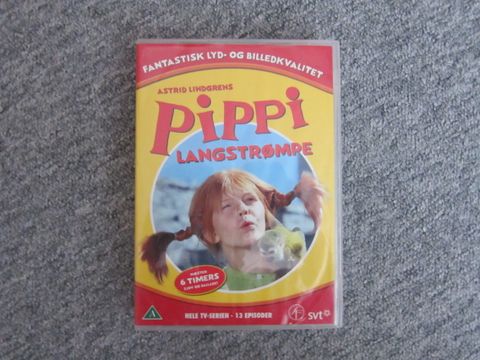 FANTASTISK LYD- OG BILLEDKVALITET
ASTRID LINDGRENS
PIPPI
LANGSTRØMPE
6 TIMERS
HELE TV-SERIEN - 13 EPISODER
A
svt